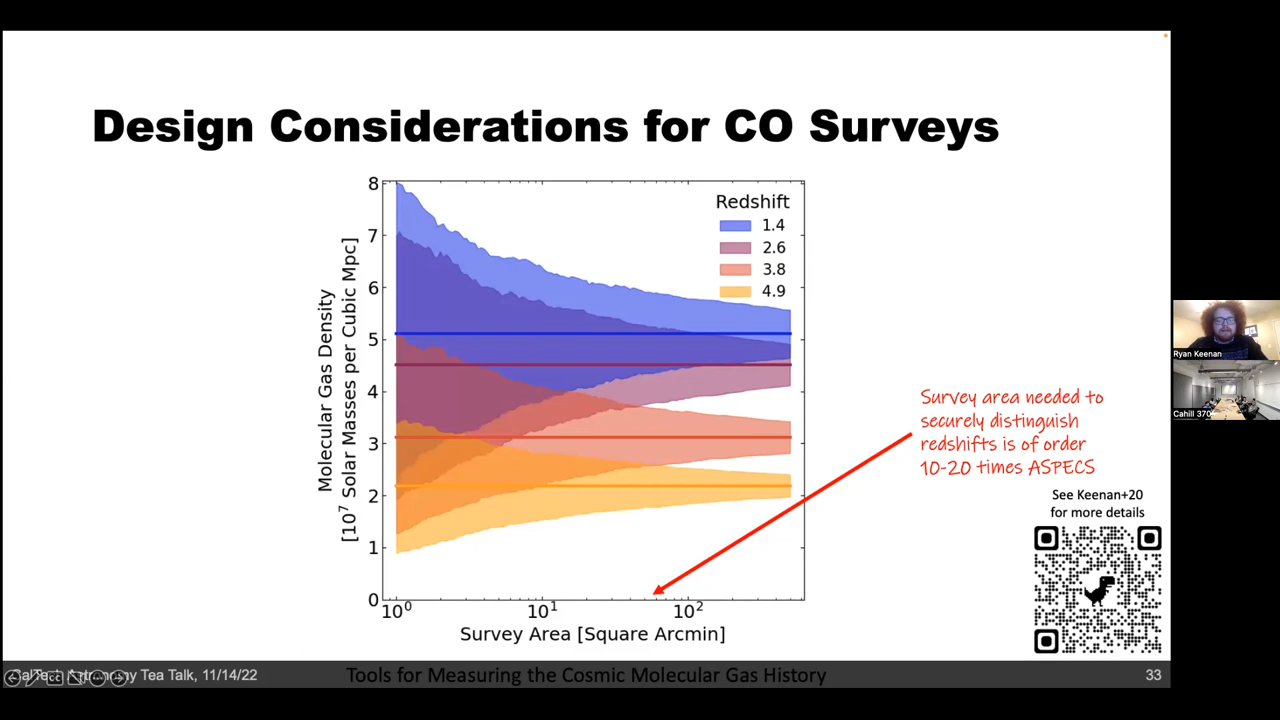 Design Considerations for CO Surveys
8
7
6
5
4
3
2
1
0
Molecular Gas Density
[10⁷ Solar Masses per Cubic Mpc]
Redshift
1.4
2.6
3.8
4.9
10⁰
10¹
10²
Survey Area [Square Arcmin]
Survey area needed to
securely distinguish
redshifts is of order
10-20 times ASPECS
See Keenan+20
for more details
Ryan Keenan
Cahill 370
CalTech Astronomy Tea Talk, 11/14/22
Tools for Measuring the Cosmic Molecular Gas History
33